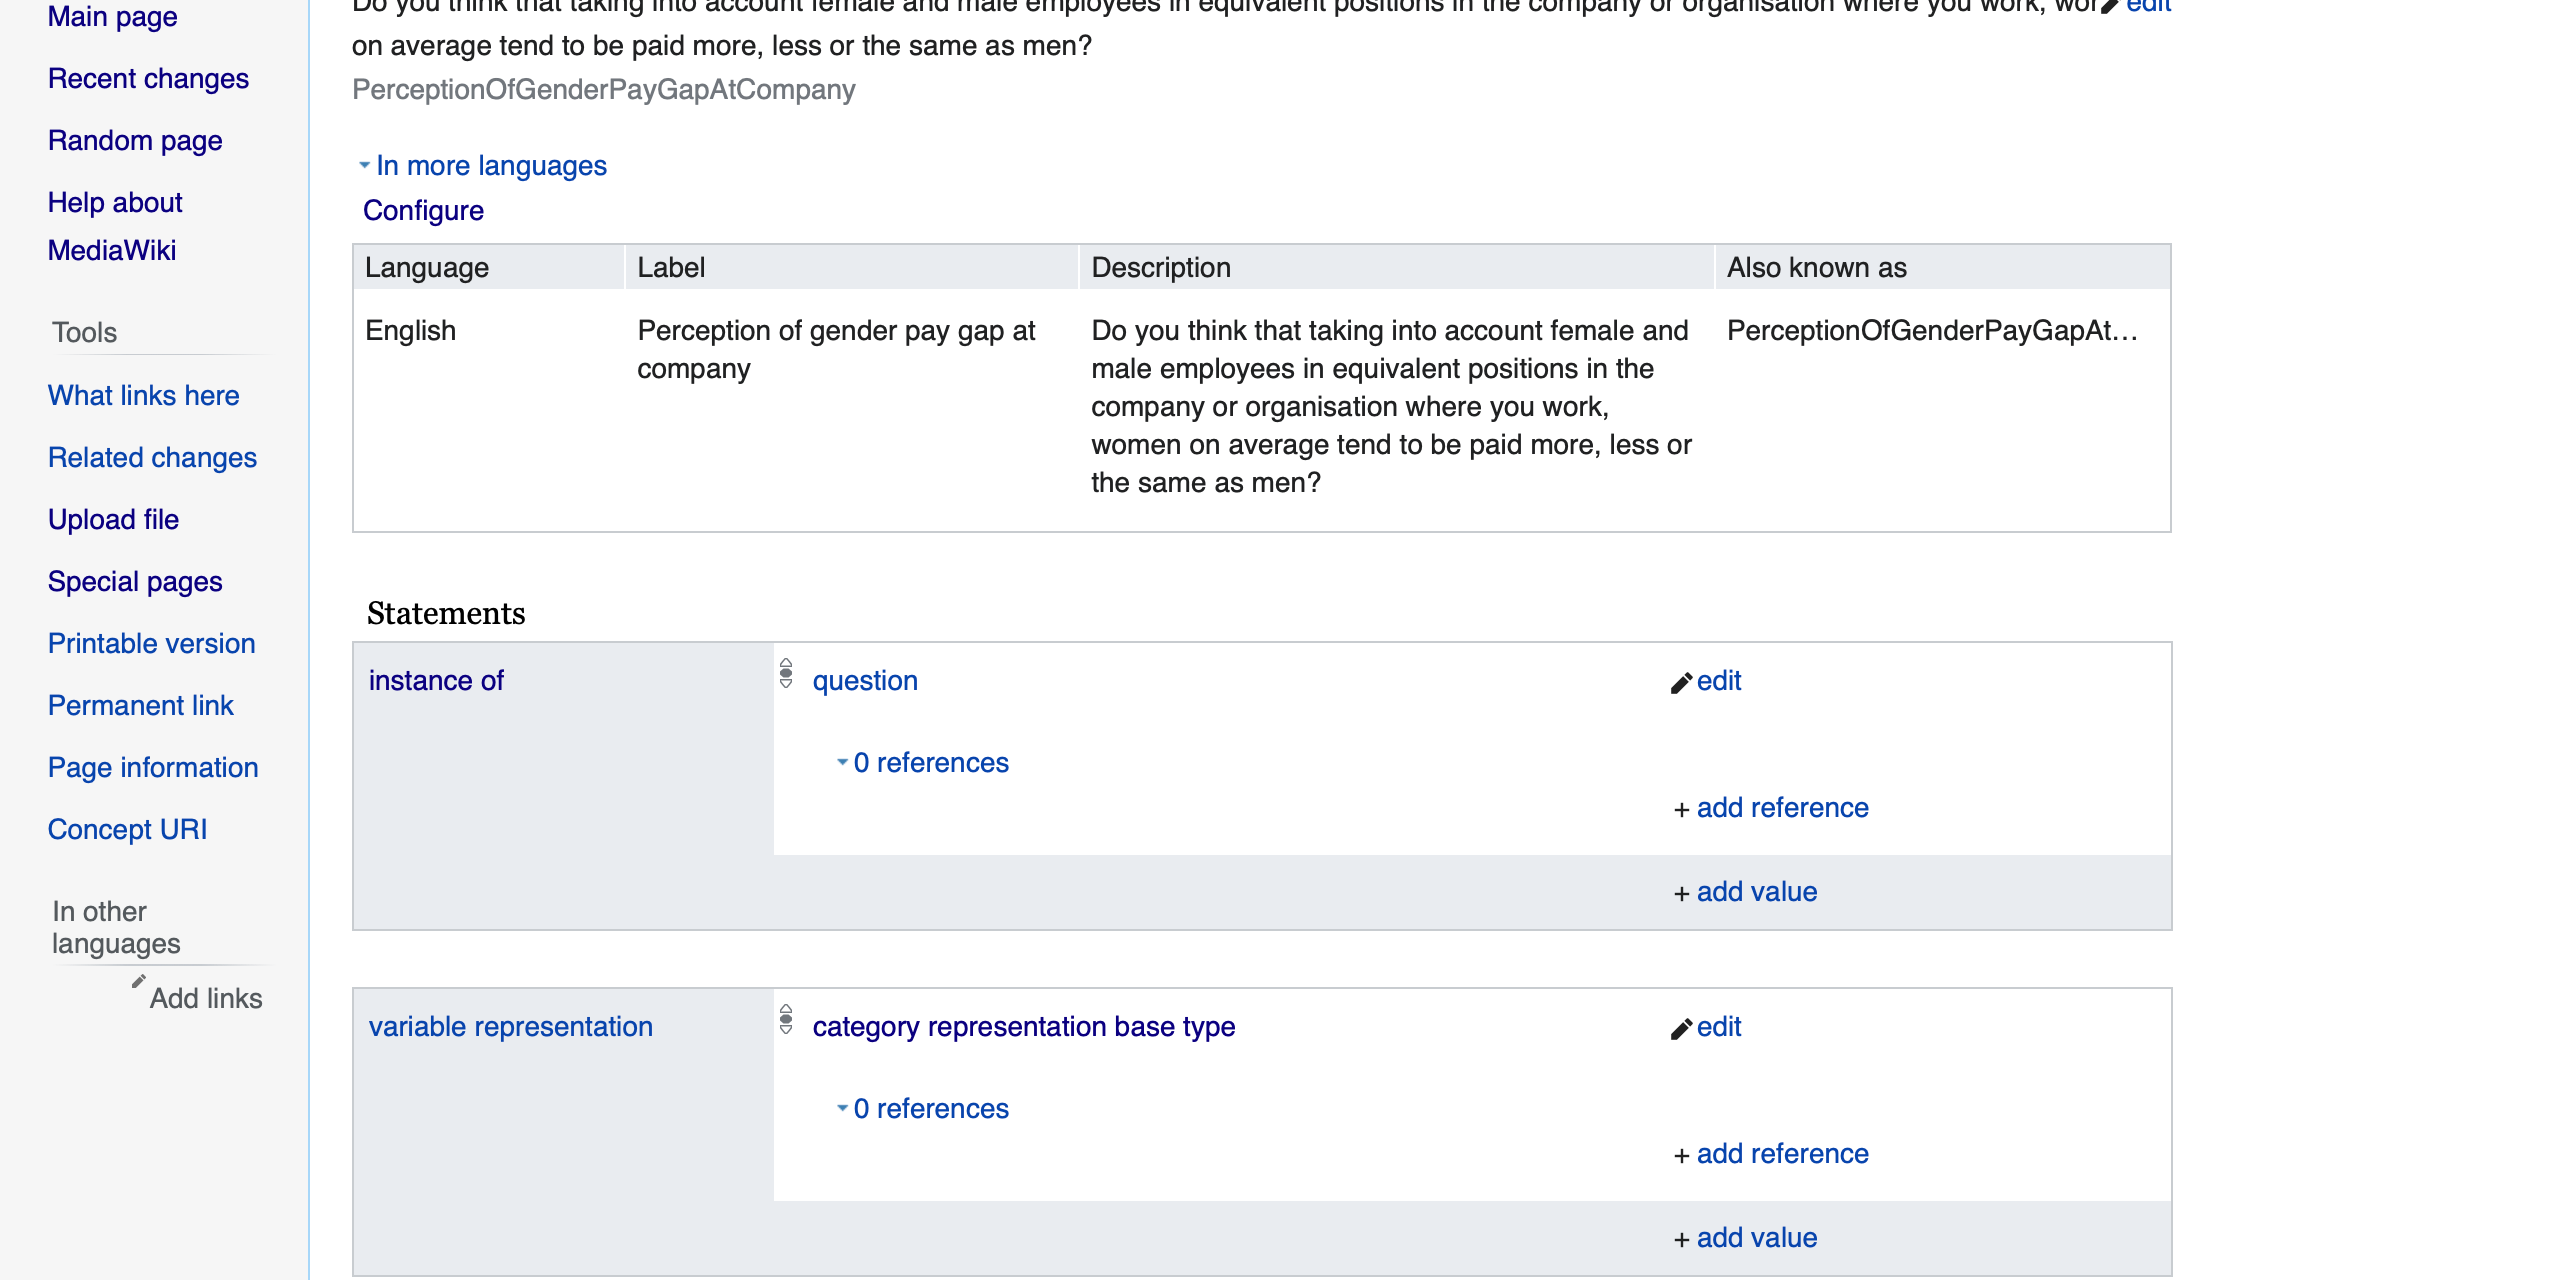 Main page
Recent changes
Random page
Help about
MediaWiki
Tools
What links here
Related changes
Upload file
Special pages
Printable version
Permanent link
Page information
Concept URI
In other
languages
Add links
Do you think that taking into account female and male employees in equivalent positions in the company or organisation where you work, wor edit
on average tend to be paid more, less or the same as men?
PerceptionOfGenderPayGapAtCompany
In more languages
Configure
Language Label Description Also known as
English Perception of gender pay gap at Do you think that taking into account female and PerceptionOfGenderPayGapAt...
company male employees in equivalent positions in the
company or organisation where you work,
women on average tend to be paid more, less or
the same as men?
Statements
instance of question edit
0 references
+ add reference
+ add value
variable representation category representation base type edit
0 references
+ add reference
+ add value